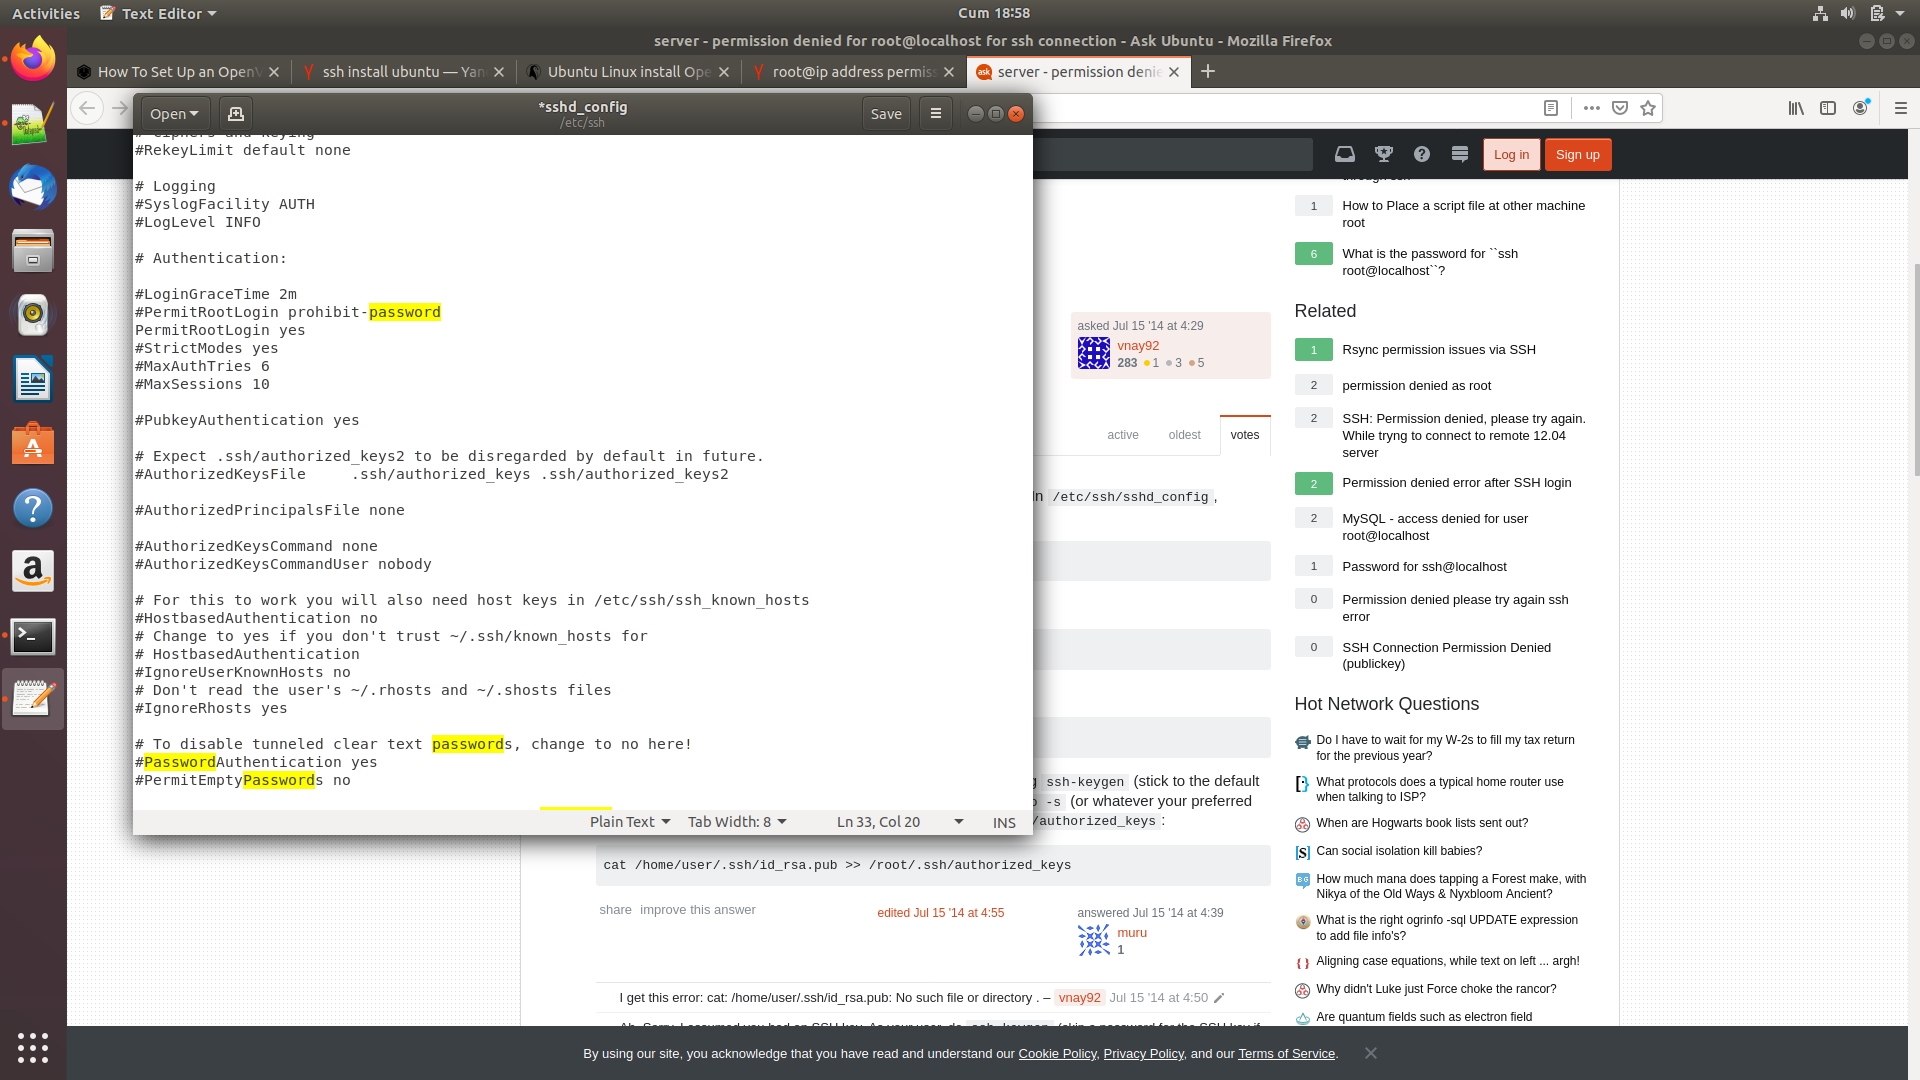 Activities
Text Editor
Cum 18:58
server - permission denied for root@localhost for ssh connection - Ask Ubuntu - Mozilla Firefox
How To Set Up an OpenV
ssh install ubuntu — Yan
Ubuntu Linux install Ope
root@ip address permis
server - permission denie
Open
*sshd_config
/etc/ssh
Save
# Ciphers and keying
#RekeyLimit default none
# Logging
#SyslogFacility AUTH
#LogLevel INFO
# Authentication:
#LoginGraceTime 2m
#PermitRootLogin prohibit-password
PermitRootLogin yes
#StrictModes yes
#MaxAuthTries 6
#MaxSessions 10
#PubkeyAuthentication yes
# Expect .ssh/authorized_keys2 to be disregarded by default in future.
#AuthorizedKeysFile     .ssh/authorized_keys .ssh/authorized_keys2
#AuthorizedPrincipalsFile none
#AuthorizedKeysCommand none
#AuthorizedKeysCommandUser nobody
# For this to work you will also need host keys in /etc/ssh/ssh_known_hosts
#HostbasedAuthentication no
# Change to yes if you don't trust ~/.ssh/known_hosts for
# HostbasedAuthentication
#IgnoreUserKnownHosts no
# Don't read the user's ~/.rhosts and ~/.shosts files
#IgnoreRhosts yes
# To disable tunneled clear text passwords, change to no here!
#PasswordAuthentication yes
#PermitEmptyPasswords no
Plain Text
Tab Width: 8
Ln 33, Col 20
INS
Log in
Sign up
asked Jul 15 '14 at 4:29
vnay92
283 1 3 5
active
oldest
votes
In /etc/ssh/sshd_config,
ssh-keygen (stick to the default
-s (or whatever your preferred
/authorized_keys:
cat /home/user/.ssh/id_rsa.pub >> /root/.ssh/authorized_keys
share improve this answer
edited Jul 15 '14 at 4:55
answered Jul 15 '14 at 4:39
muru
1
I get this error: cat: /home/user/.ssh/id_rsa.pub: No such file or directory . – vnay92 Jul 15 '14 at 4:50
through ssh
1 How to Place a script file at other machine
root
6 What is the password for ``ssh
root@localhost``?
Related
1 Rsync permission issues via SSH
2 permission denied as root
2 SSH: Permission denied, please try again.
While tryng to connect to remote 12.04
server
2 Permission denied error after SSH login
2 MySQL - access denied for user
root@localhost
1 Password for ssh@localhost
0 Permission denied please try again ssh
error
0 SSH Connection Permission Denied
(publickey)
Hot Network Questions
Do I have to wait for my W-2s to fill my tax return
for the previous year?
What protocols does a typical home router use
when talking to ISP?
When are Hogwarts book lists sent out?
Can social isolation kill babies?
How much mana does tapping a Forest make, with
Nikya of the Old Ways & Nyxbloom Ancient?
What is the right ogrinfo -sql UPDATE expression
to add file info's?
Aligning case equations, while text on left ... argh!
Why didn't Luke just Force choke the rancor?
Are quantum fields such as electron field
By using our site, you acknowledge that you have read and understand our Cookie Policy, Privacy Policy, and our Terms of Service.